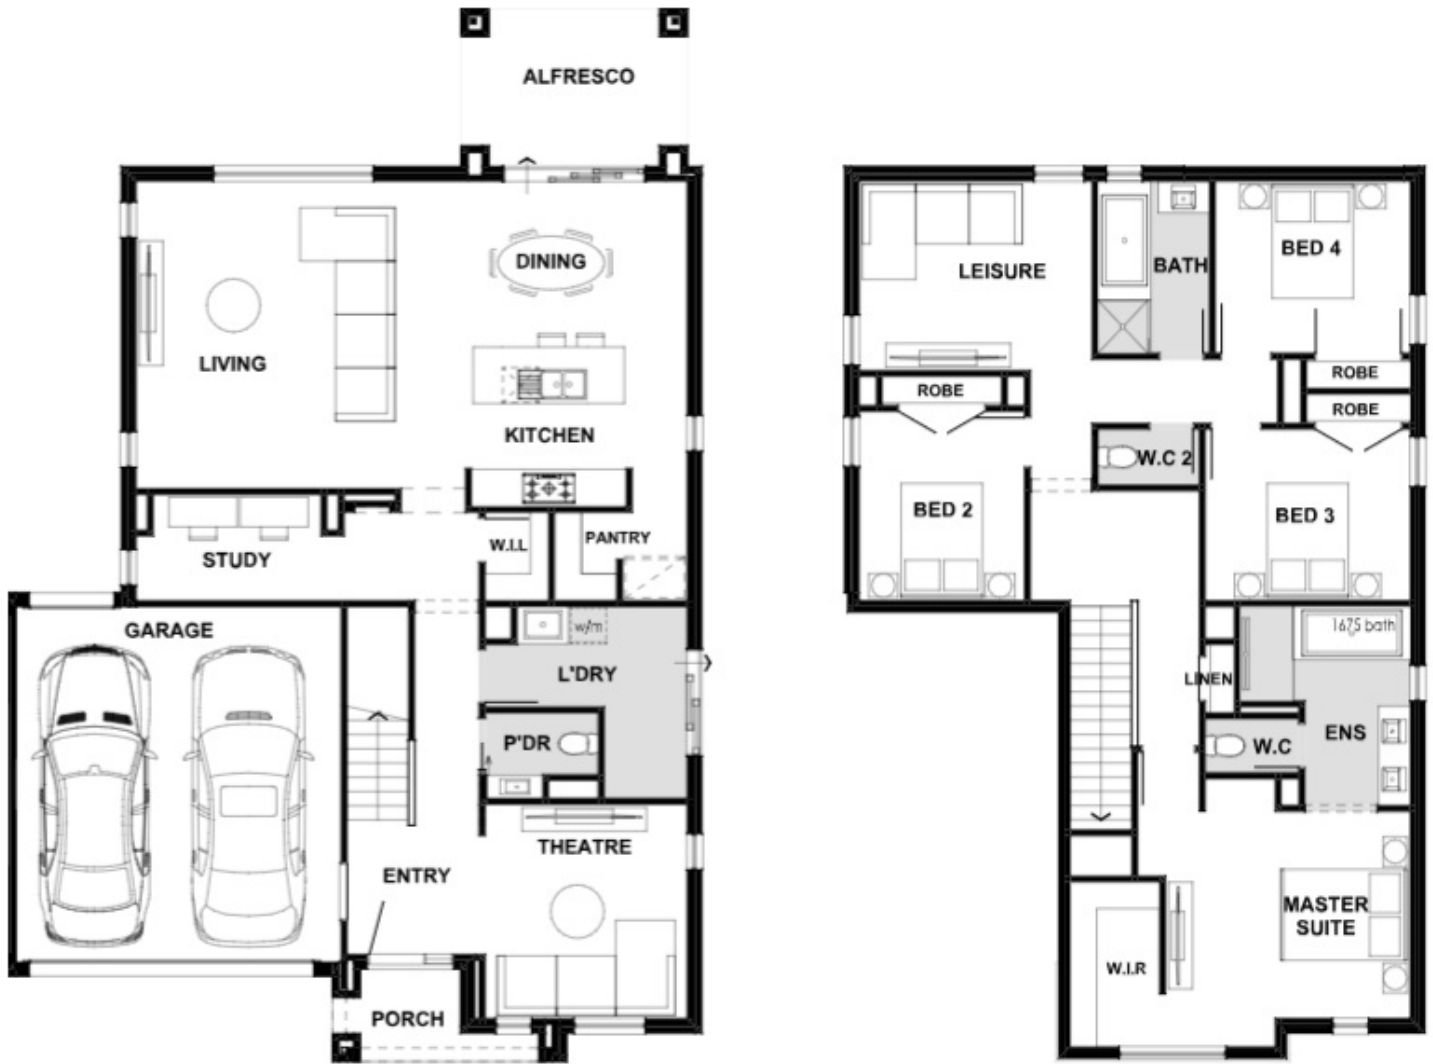 ALFRESCO
DINING
LIVING
KITCHEN
STUDY
W.I.L
PANTRY
GARAGE
w/m
L'DRY
P'DR
THEATRE
ENTRY
PORCH
LEISURE
BATH
BED 4
ROBE
ROBE
ROBE
W.C 2
BED 2
BED 3
1675 bath
LINEN
ENS
W.C
MASTER
SUITE
W.I.R